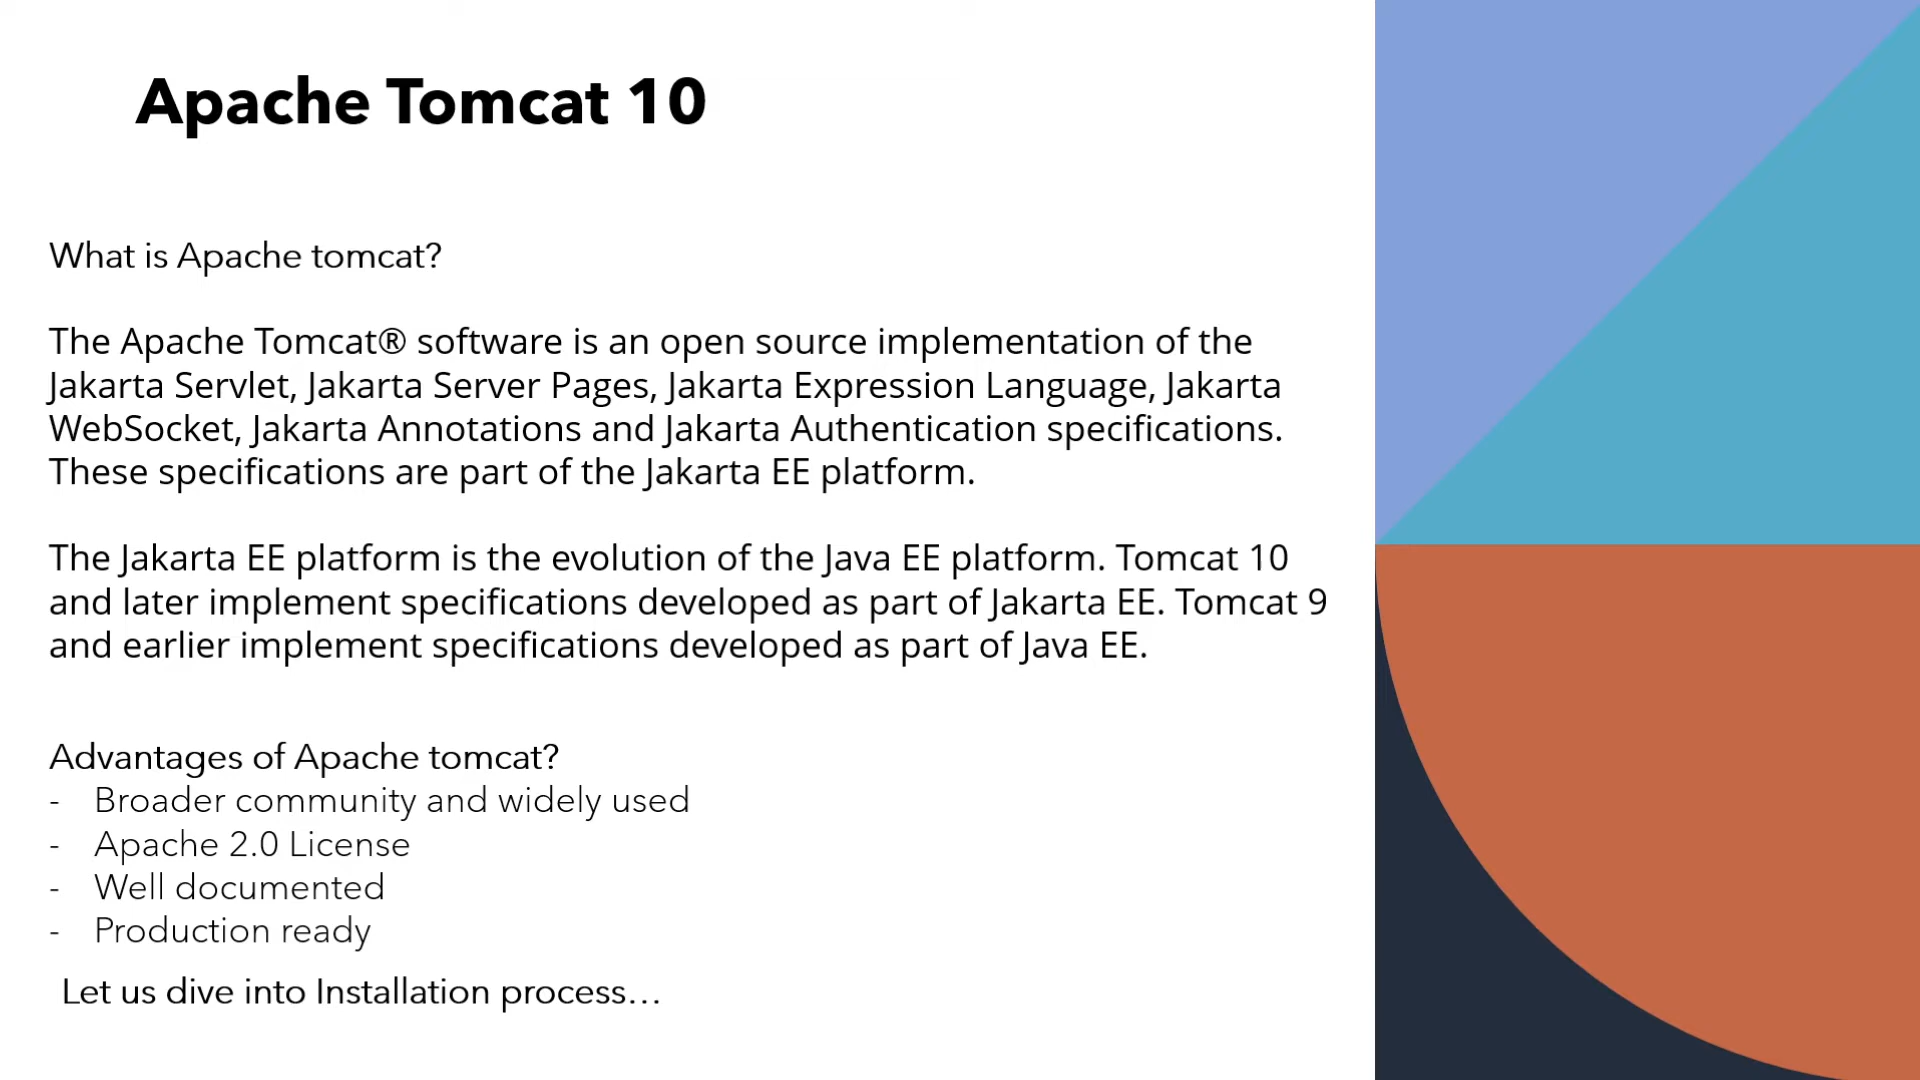 Apache Tomcat 10
What is Apache tomcat?
The Apache Tomcat® software is an open source implementation of the
Jakarta Servlet, Jakarta Server Pages, Jakarta Expression Language, Jakarta
WebSocket, Jakarta Annotations and Jakarta Authentication specifications.
These specifications are part of the Jakarta EE platform.
The Jakarta EE platform is the evolution of the Java EE platform. Tomcat 10
and later implement specifications developed as part of Jakarta EE. Tomcat 9
and earlier implement specifications developed as part of Java EE.
Advantages of Apache tomcat?
- Broader community and widely used
- Apache 2.0 License
- Well documented
- Production ready
Let us dive into Installation process…